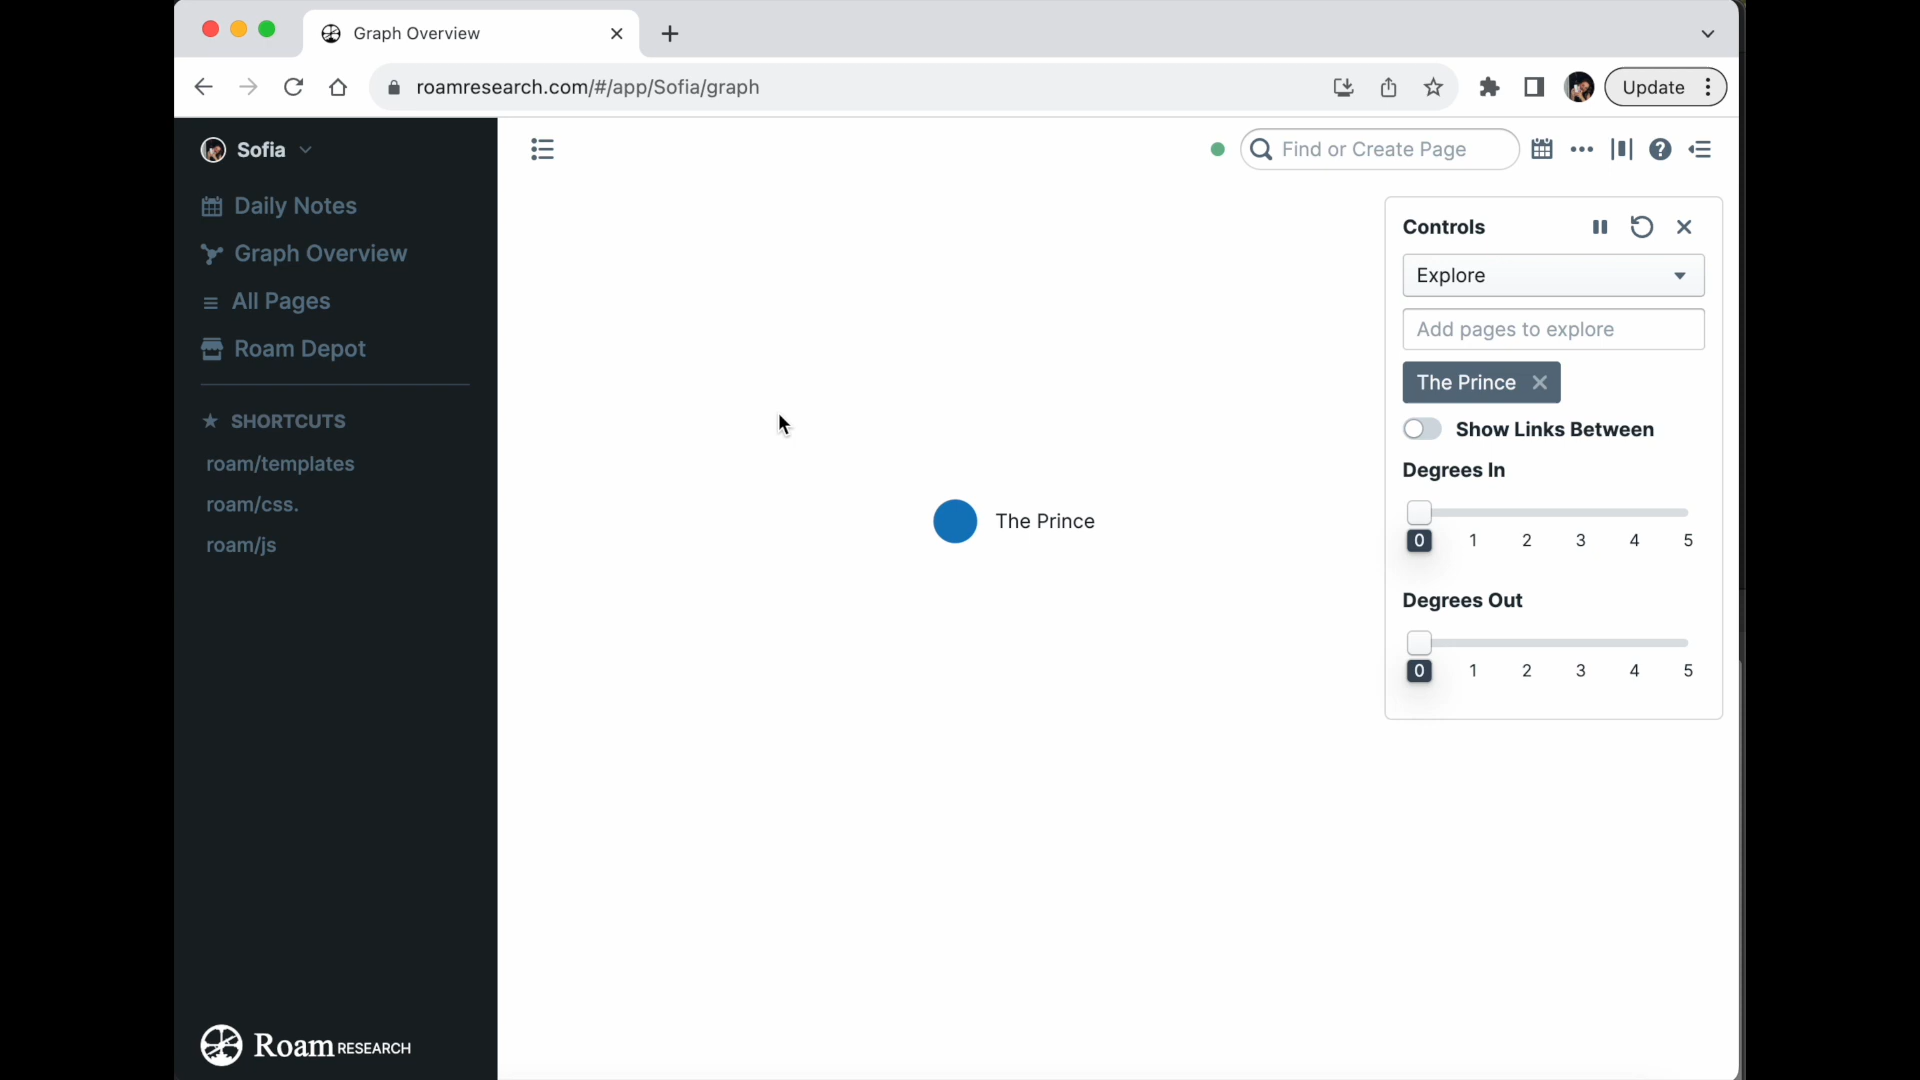 Graph Overview
roamresearch.com/#/app/Sofia/graph
Update
Sofia
Find or Create Page
Daily Notes
Graph Overview
All Pages
Roam Depot
SHORTCUTS
roam/templates
roam/css.
roam/js
Roam RESEARCH
The Prince
Controls
Explore
Add pages to explore
The Prince
Show Links Between
Degrees In
0 1 2 3 4 5
Degrees Out
0 1 2 3 4 5